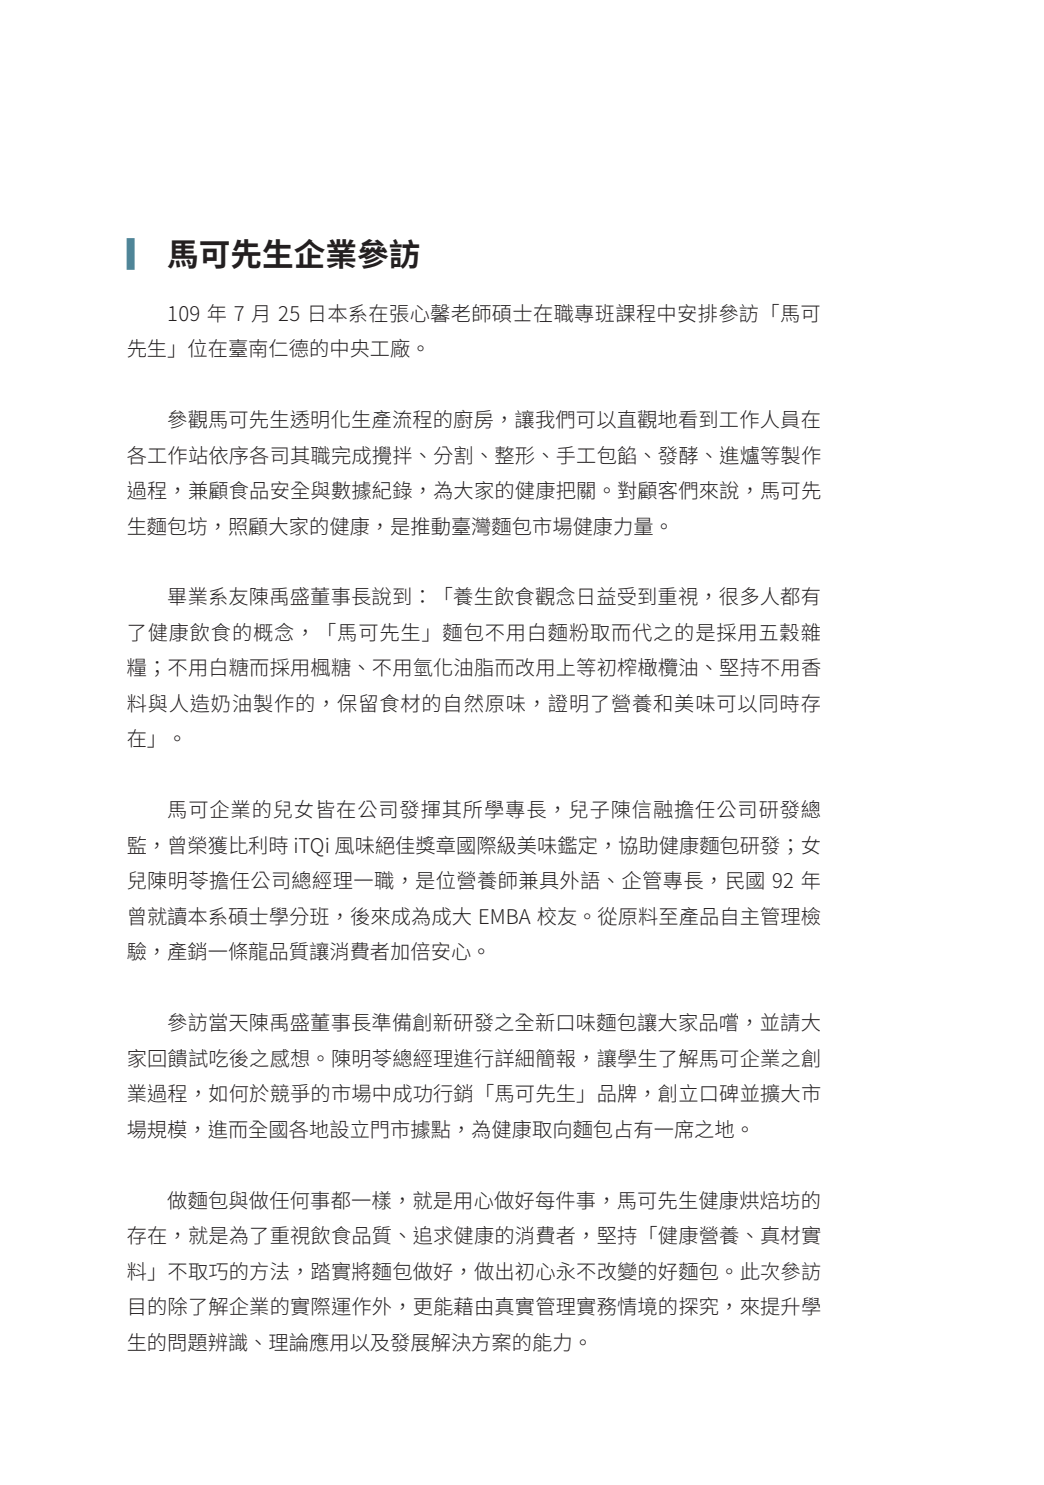 馬可先生企業參訪
109 年 7 月 25 日本系在張心馨老師碩士在職專班課程中安排參訪「馬可
先生」位在臺南仁德的中央工廠。
參觀馬可先生透明化生產流程的廚房，讓我們可以直觀地看到工作人員在
各工作站依序各司其職完成攪拌、分割、整形、手工包餡、發酵、進爐等製作
過程，兼顧食品安全與數據紀錄，為大家的健康把關。對顧客們來說，馬可先
生麵包坊，照顧大家的健康，是推動臺灣麵包市場健康力量。
畢業系友陳禹盛董事長說到：「養生飲食觀念日益受到重視，很多人都有
了健康飲食的概念，「馬可先生」麵包不用白麵粉取而代之的是採用五穀雜
糧；不用白糖而採用楓糖、不用氫化油脂而改用上等初榨橄欖油、堅持不用香
料與人造奶油製作的，保留食材的自然原味，證明了營養和美味可以同時存
在」。
馬可企業的兒女皆在公司發揮其所學專長，兒子陳信融擔任公司研發總
監，曾榮獲比利時 iTQi 風味絕佳獎章國際級美味鑑定，協助健康麵包研發；女
兒陳明苓擔任公司總經理一職，是位營養師兼具外語、企管專長，民國 92 年
曾就讀本系碩士學分班，後來成為成大 EMBA 校友。從原料至產品自主管理檢
驗，產銷一條龍品質讓消費者加倍安心。
參訪當天陳禹盛董事長準備創新研發之全新口味麵包讓大家品嚐，並請大
家回饋試吃後之感想。陳明苓總經理進行詳細簡報，讓學生了解馬可企業之創
業過程，如何於競爭的市場中成功行銷「馬可先生」品牌，創立口碑並擴大市
場規模，進而全國各地設立門市據點，為健康取向麵包占有一席之地。
做麵包與做任何事都一樣，就是用心做好每件事，馬可先生健康烘焙坊的
存在，就是為了重視飲食品質、追求健康的消費者，堅持「健康營養、真材實
料」不取巧的方法，踏實將麵包做好，做出初心永不改變的好麵包。此次參訪
目的除了解企業的實際運作外，更能藉由真實管理實務情境的探究，來提升學
生的問題辨識、理論應用以及發展解決方案的能力。